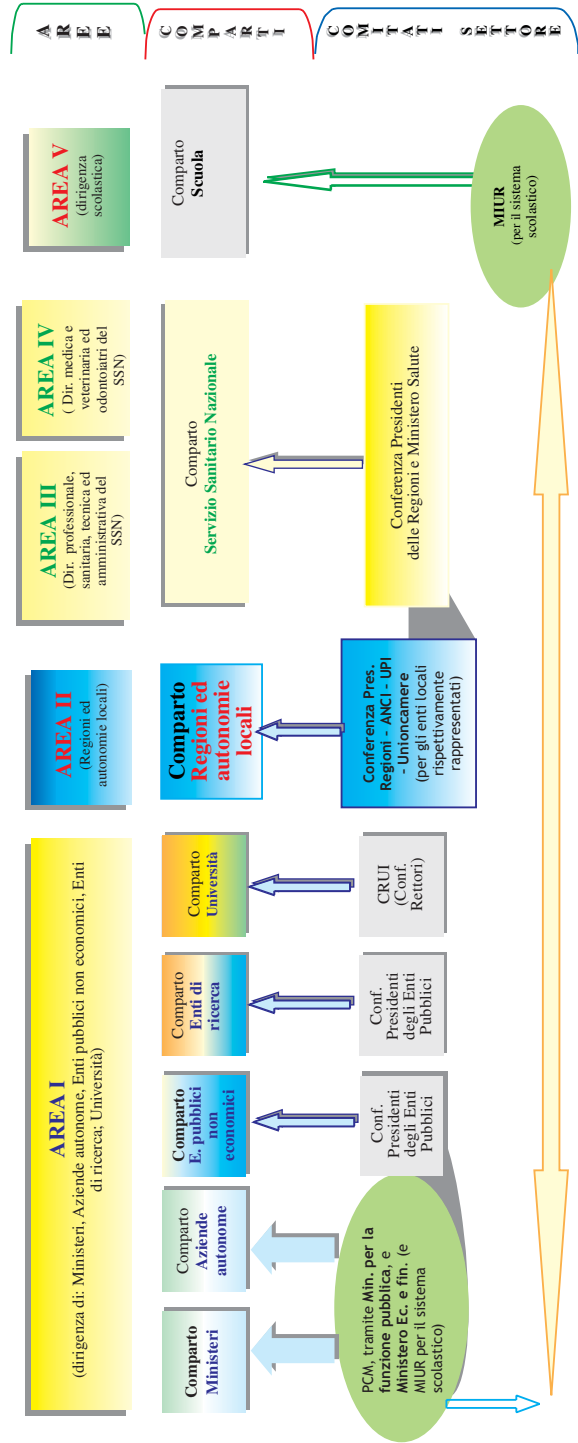 A R E E
C O M P A R T I
C O M I T A T I   S E T T O R E
AREA I
(dirigenza di: Ministeri, Aziende autonome, Enti pubblici non economici, Enti
di ricerca; Università)
AREA II
(Regioni ed
autonomie locali)
AREA III
(Dir. professionale,
sanitaria, tecnica ed
amministrativa del
SSN)
AREA IV
( Dir. medica e
veterinaria ed
odontoiatri del
SSN)
AREA V
(dirigenza
scolastica)
Comparto
Ministeri
Comparto
Aziende
autonome
Comparto
E. pubblici
non
economici
Comparto
Enti di
ricerca
Comparto
Università
Comparto
Regioni ed
autonomie
locali
Comparto
Servizio Sanitario Nazionale
Comparto
Scuola
PCM, tramite Min. per la
funzione pubblica, e
Ministero Ec. e fin. (e
MIUR per il sistema
scolastico)
Conf.
Presidenti
degli Enti
Pubblici
Conf.
Presidenti
degli Enti
Pubblici
CRUI
(Conf.
Rettori)
Conferenza Pres.
Regioni - ANCI - UPI
- Unioncamere
(per gli enti locali
rispettivamente
rappresentati)
Conferenza Presidenti
delle Regioni e Ministero Salute
MIUR
(per il sistema
scolastico)